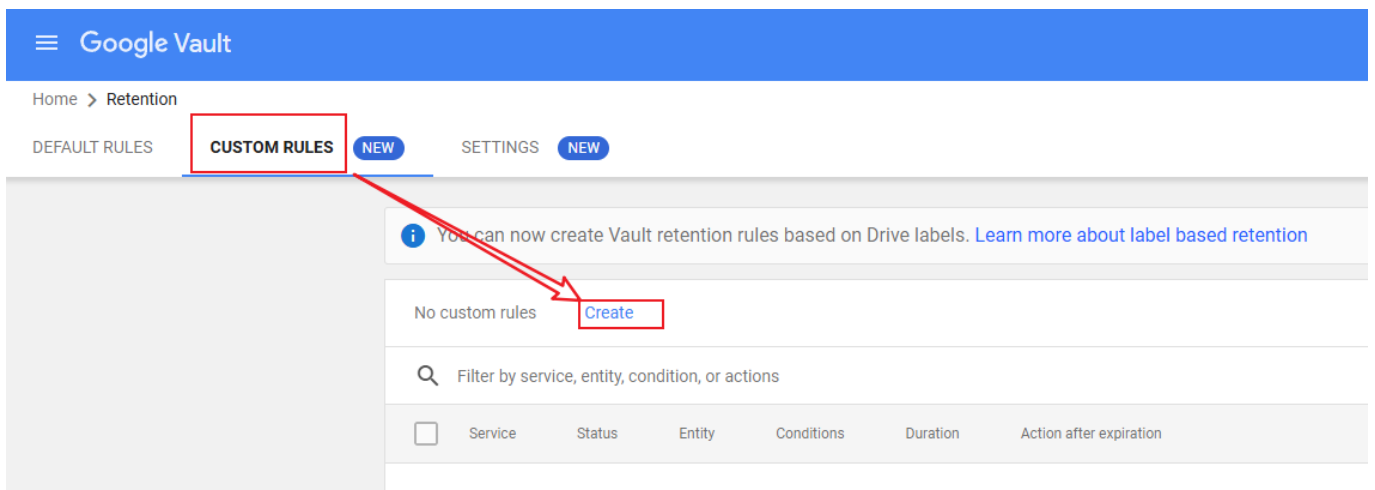 Google Vault
Home > Retention
DEFAULT RULES CUSTOM RULES NEW SETTINGS NEW
You can now create Vault retention rules based on Drive labels. Learn more about label based retention
No custom rules Create
Filter by service, entity, condition, or actions
Service Status Entity Conditions Duration Action after expiration